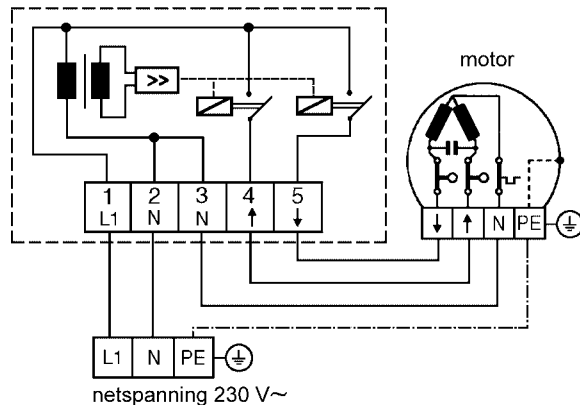 motor
>>
1 2 3 4 5
L1 N N ↑ ↓
↓ ↑ N PE
L1 N PE
netspanning 230 V~